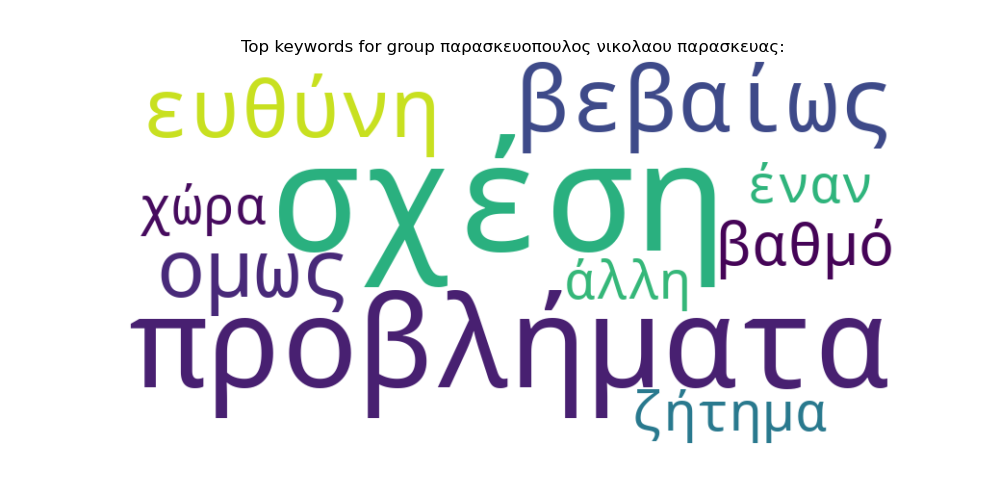 Top keywords for group παρασκευοπουλος νικολαου παρασκευας:
ευθύνη
βεβαίως
σχέση
χώρα
έναν
βαθμό
ομως
άλλη
προβλήματα
ζήτημα